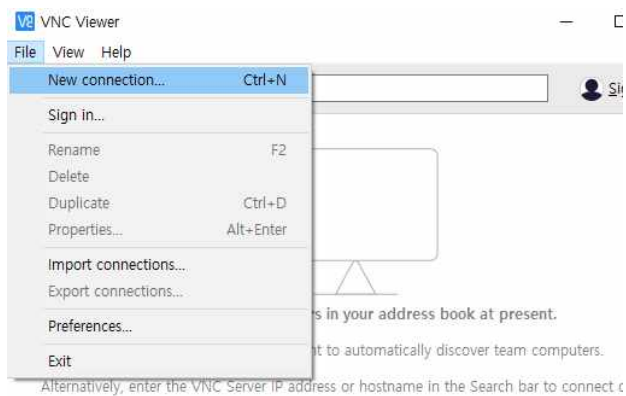 VNC Viewer
File View Help
New connection... Ctrl+N
Sign in...
Rename F2
Delete
Duplicate Ctrl+D
Properties... Alt+Enter
Import connections...
Export connections...
in your address book at present.
Preferences...
to automatically discover team computers.
Exit
Alternatively, enter the VNC Server IP address or hostname in the Search bar to connect